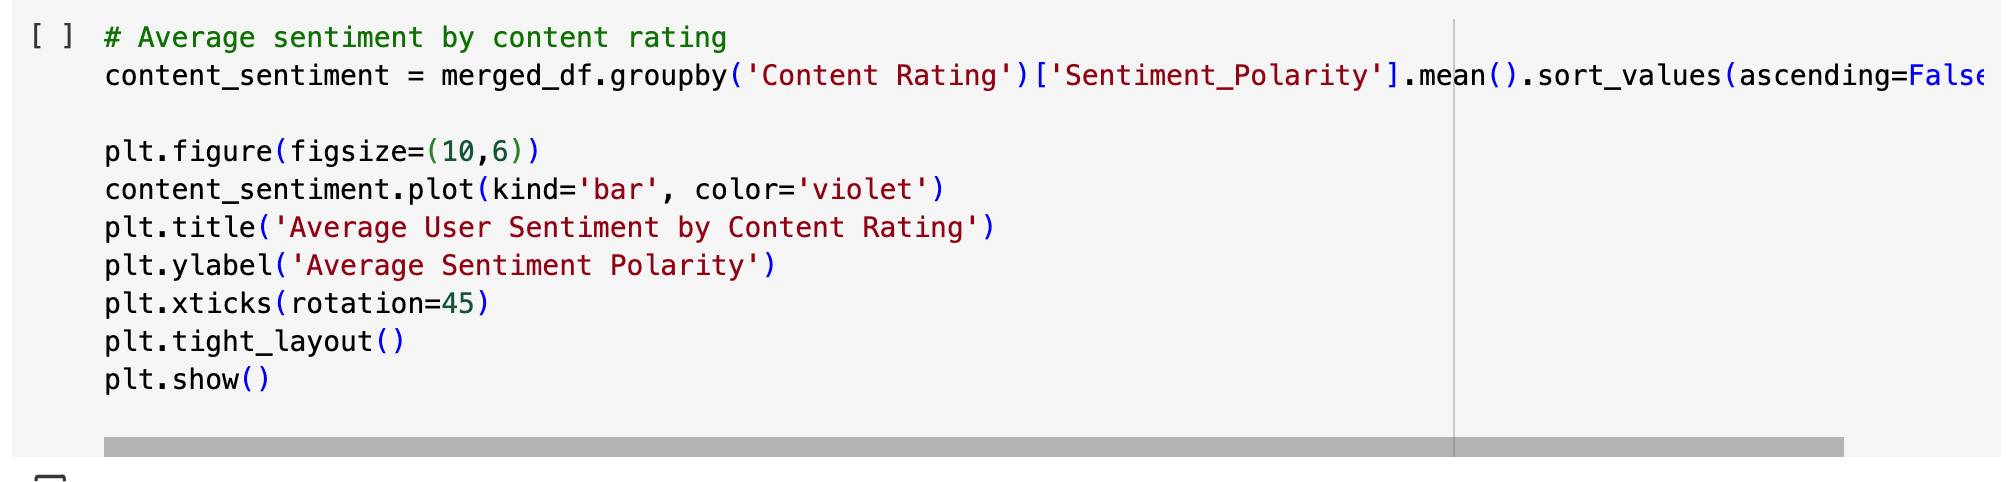 [ ] # Average sentiment by content rating
content_sentiment = merged_df.groupby('Content Rating')['Sentiment_Polarity'].mean().sort_values(ascending=False
plt.figure(figsize=(10,6))
content_sentiment.plot(kind='bar', color='violet')
plt.title('Average User Sentiment by Content Rating')
plt.ylabel('Average Sentiment Polarity')
plt.xticks(rotation=45)
plt.tight_layout()
plt.show()